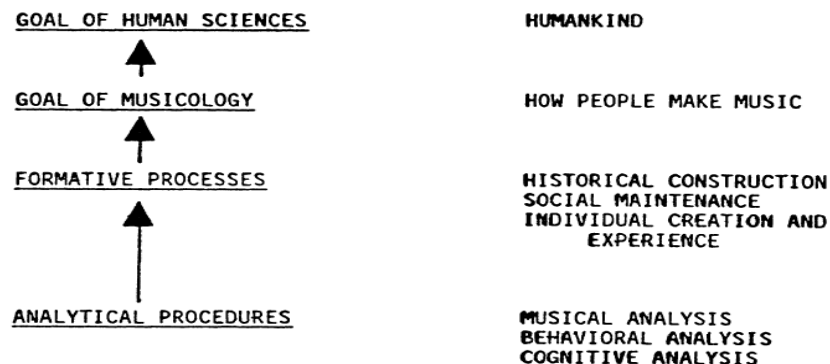 GOAL OF HUMAN SCIENCES HUMANKIND
GOAL OF MUSICOLOGY HOW PEOPLE MAKE MUSIC
FORMATIVE PROCESSES HISTORICAL CONSTRUCTION
SOCIAL MAINTENANCE
INDIVIDUAL CREATION AND
EXPERIENCE
ANALYTICAL PROCEDURES MUSICAL ANALYSIS
BEHAVIORAL ANALYSIS
COGNITIVE ANALYSIS